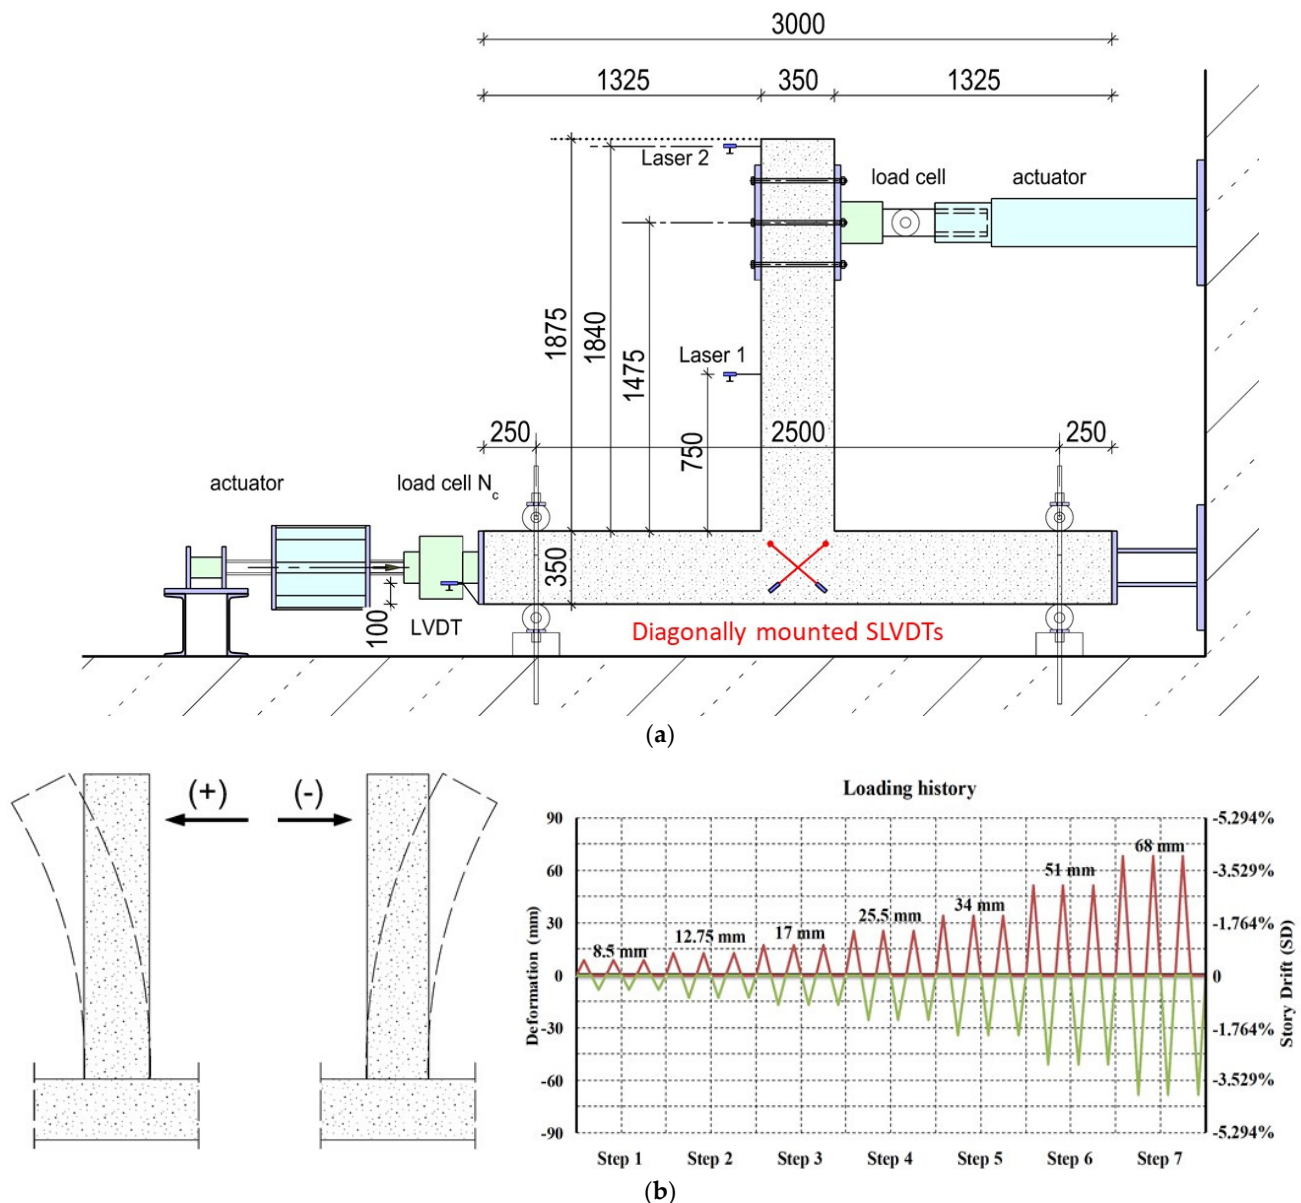 3000
1325 350 1325
Laser 2
load cell actuator
1875
1840
1475
Laser 1
750
250 2500 250
actuator load cell N_c
350
100
LVDT
Diagonally mounted SLVDTs
(a)
(+) (-)
Loading history
90 -5.294%
68 mm
60 51 mm -3.529%
34 mm
30 25.5 mm -1.764%
17 mm
12.75 mm
8.5 mm
0 0
-30 -1.764%
-60 -3.529%
-90 -5.294%
Deformation (mm)
Story Drift (SD)
Step 1 Step 2 Step 3 Step 4 Step 5 Step 6 Step 7
(b)